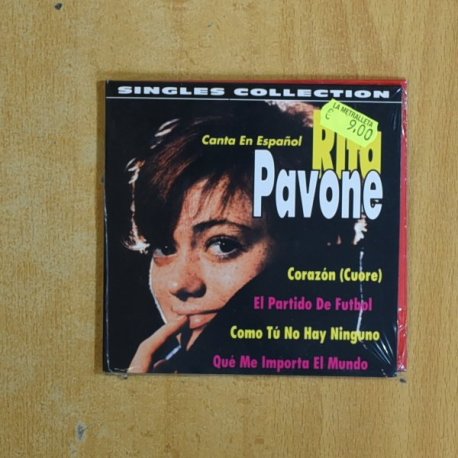 SINGLES COLLECTION
LA METRALLETA
€ 9,00
Canta En Español
Rita
Pavone
Corazón (Cuore)
El Partido De Futbol
Como Tú No Hay Ninguno
Qué Me Importa El Mundo